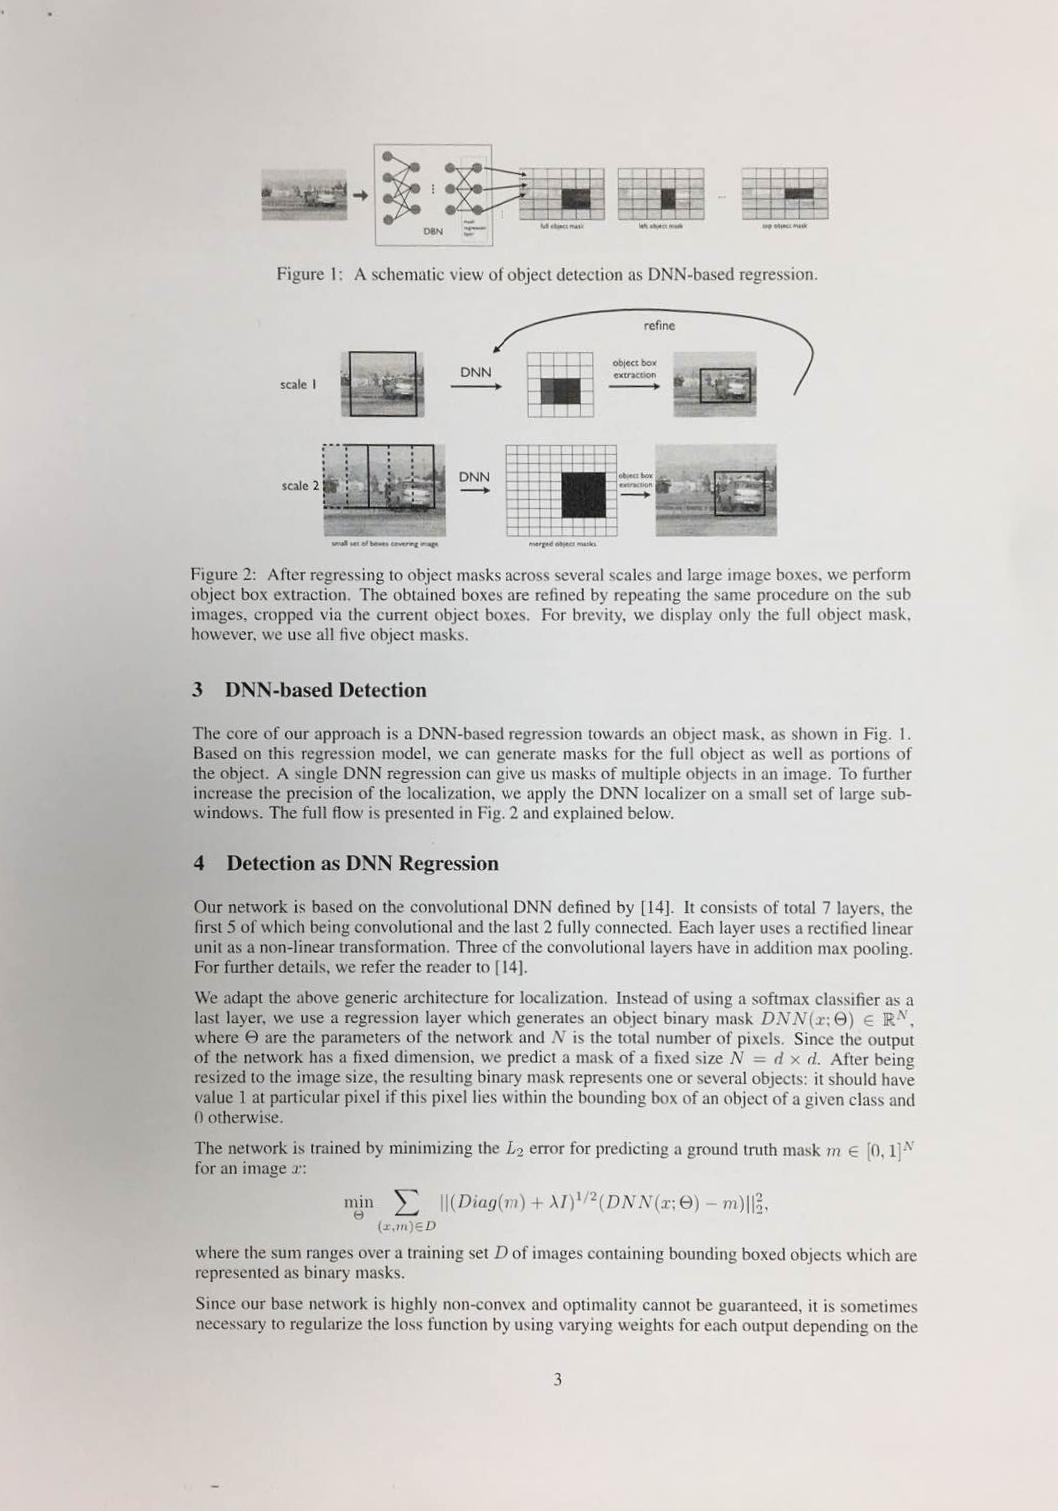 DBN
mask
regression
layer
full object mask
left object mask
...
top object mask
Figure 1: A schematic view of object detection as DNN-based regression.
refine
scale 1
DNN
object box
extraction
scale 2
DNN
object box
extraction
small set of boxes covering image
merged object masks
Figure 2: After regressing to object masks across several scales and large image boxes, we perform
object box extraction. The obtained boxes are refined by repeating the same procedure on the sub
images, cropped via the current object boxes. For brevity, we display only the full object mask,
however, we use all five object masks.
3 DNN-based Detection
The core of our approach is a DNN-based regression towards an object mask, as shown in Fig. 1.
Based on this regression model, we can generate masks for the full object as well as portions of
the object. A single DNN regression can give us masks of multiple objects in an image. To further
increase the precision of the localization, we apply the DNN localizer on a small set of large sub-
windows. The full flow is presented in Fig. 2 and explained below.
4 Detection as DNN Regression
Our network is based on the convolutional DNN defined by [14]. It consists of total 7 layers, the
first 5 of which being convolutional and the last 2 fully connected. Each layer uses a rectified linear
unit as a non-linear transformation. Three of the convolutional layers have in addition max pooling.
For further details, we refer the reader to [14].
We adapt the above generic architecture for localization. Instead of using a softmax classifier as a
last layer, we use a regression layer which generates an object binary mask DNN(x; Θ) ∈ ℝ^N,
where Θ are the parameters of the network and N is the total number of pixels. Since the output
of the network has a fixed dimension, we predict a mask of a fixed size N = d × d. After being
resized to the image size, the resulting binary mask represents one or several objects: it should have
value 1 at particular pixel if this pixel lies within the bounding box of an object of a given class and
0 otherwise.
The network is trained by minimizing the L₂ error for predicting a ground truth mask m ∈ [0, 1]^N
for an image x:
min_Θ ∑_{(x,m)∈D} ||(Diag(m) + λI)^{1/2}(DNN(x; Θ) − m)||₂²,
where the sum ranges over a training set D of images containing bounding boxed objects which are
represented as binary masks.
Since our base network is highly non-convex and optimality cannot be guaranteed, it is sometimes
necessary to regularize the loss function by using varying weights for each output depending on the
3